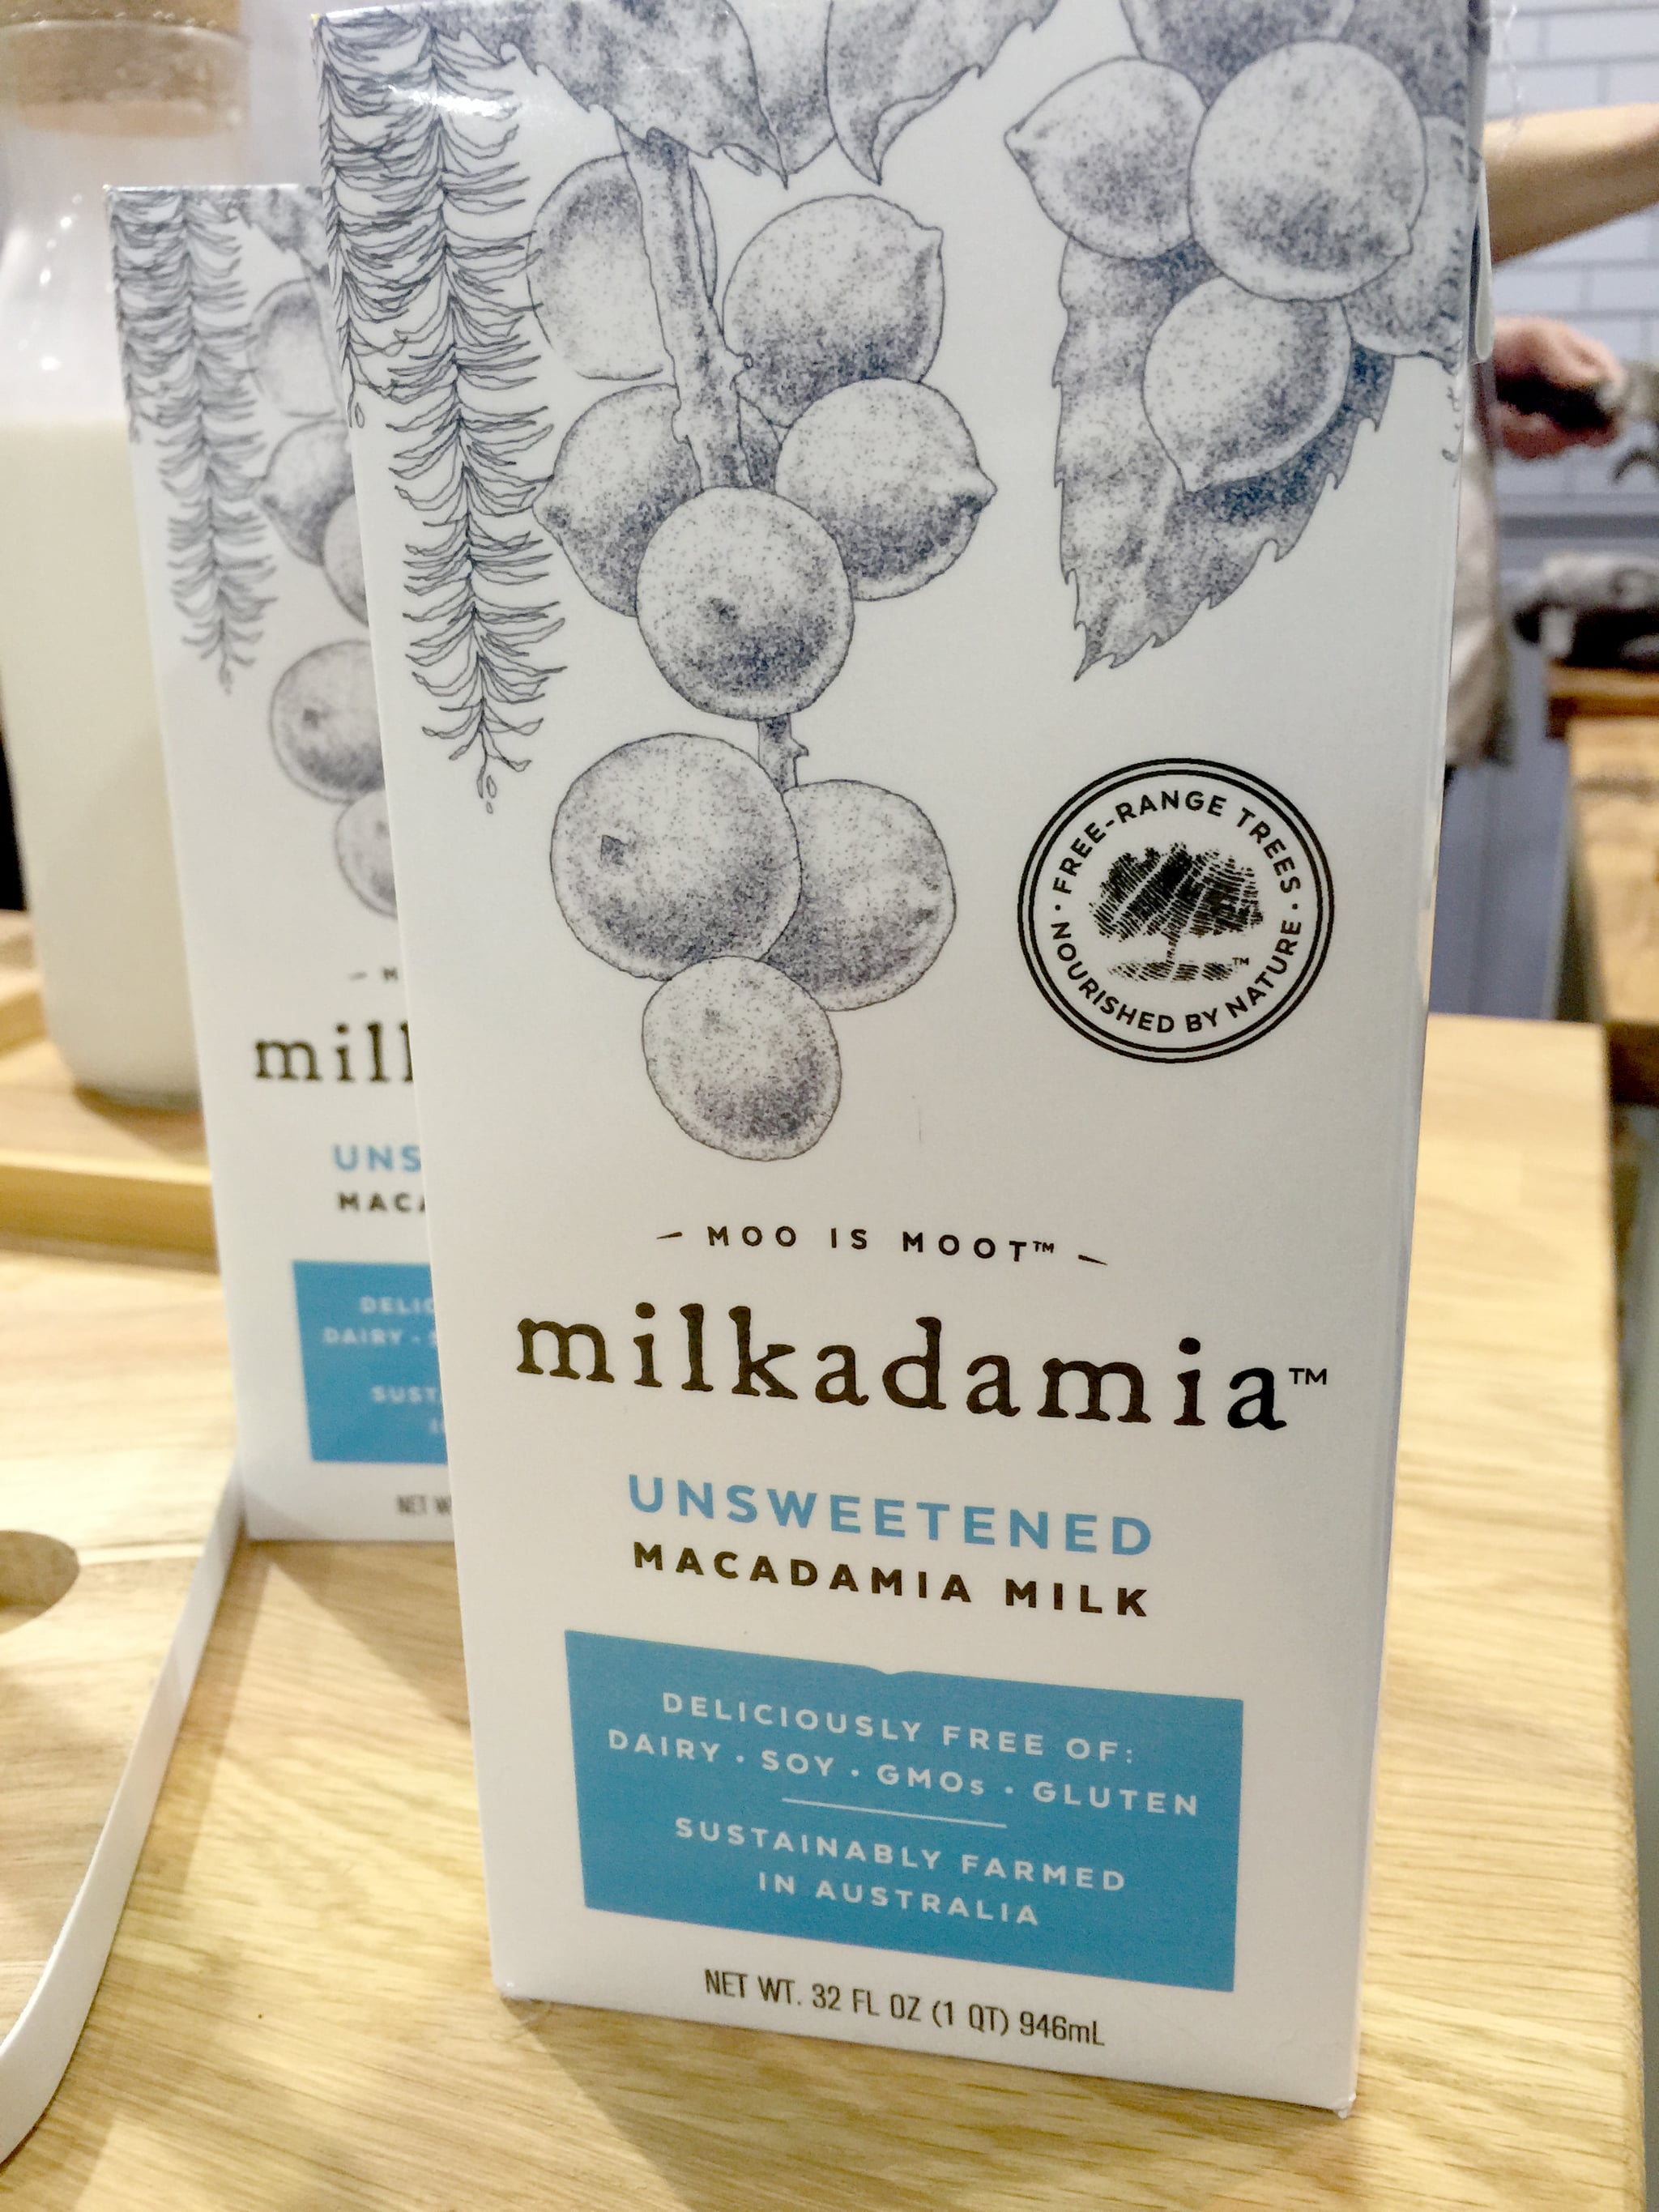 · FREE-RANGE TREES ·
NOURISHED BY NATURE
™
— MOO IS MOOT™ —
milkadamia™
UNSWEETENED
MACADAMIA MILK
DELICIOUSLY FREE OF:
DAIRY · SOY · GMOs · GLUTEN
SUSTAINABLY FARMED
IN AUSTRALIA
NET WT. 32 FL OZ (1 QT) 946mL
mill
UNS
MACA
DELIC
DAIRY ·
SUST
NET W